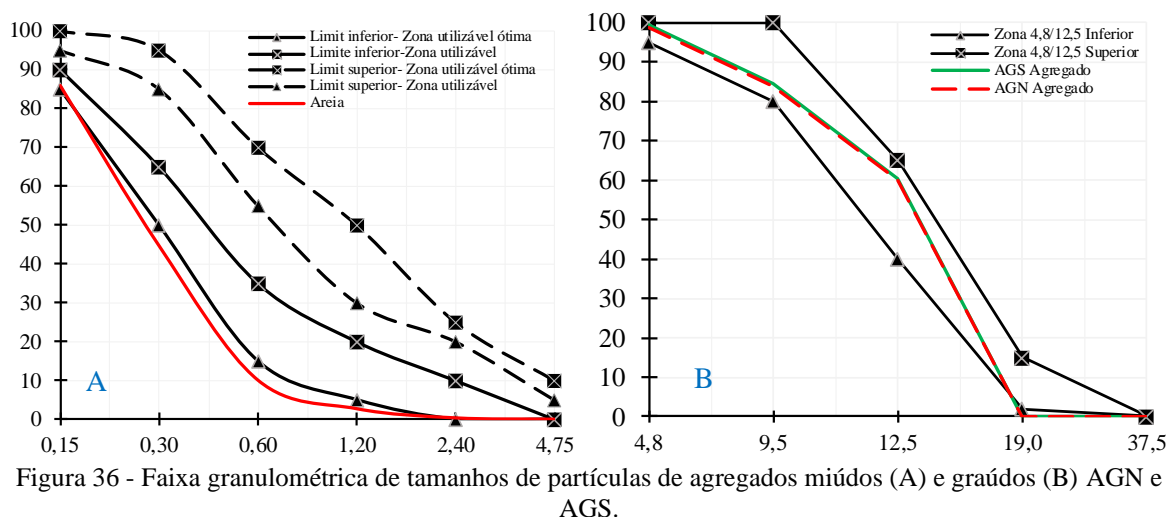 100
90
80
70
60
50
40
30
20
10
0
0,15
0,30
0,60
1,20
2,40
4,75
Limit inferior- Zona utilizável ótima
Limite inferior-Zona utilizável
Limit superior- Zona utilizável ótima
Limit superior- Zona utilizável
Areia
A
100
90
80
70
60
50
40
30
20
10
0
4,8
9,5
12,5
19,0
37,5
Zona 4,8/12,5 Inferior
Zona 4,8/12,5 Superior
AGS Agregado
AGN Agregado
B
Figura 36 - Faixa granulométrica de tamanhos de partículas de agregados miúdos (A) e graúdos (B) AGN e
AGS.